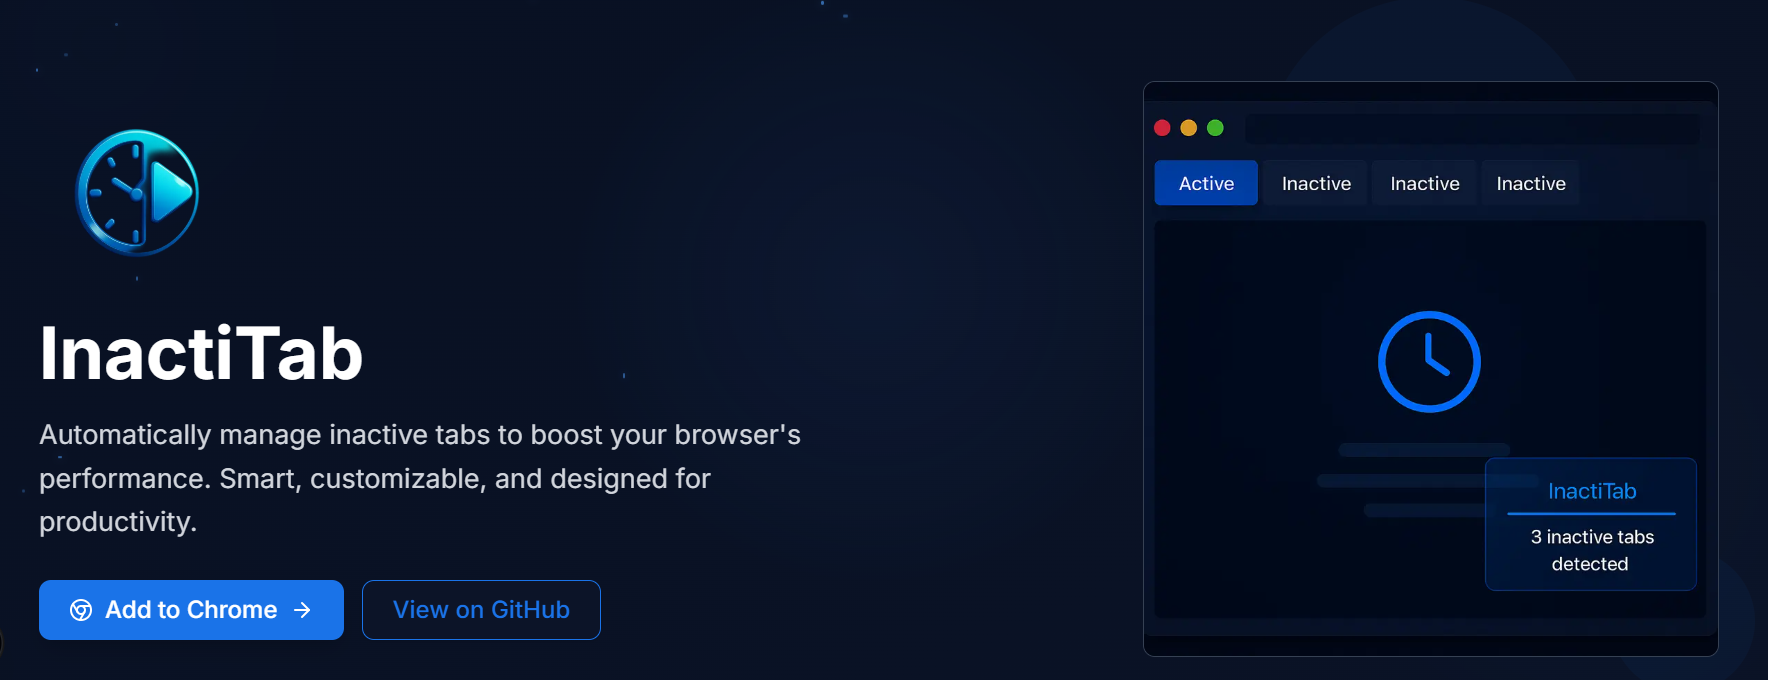 InactiTab
Automatically manage inactive tabs to boost your browser's
performance. Smart, customizable, and designed for
productivity.
Add to Chrome
View on GitHub
Active
Inactive
Inactive
Inactive
InactiTab
3 inactive tabs
detected